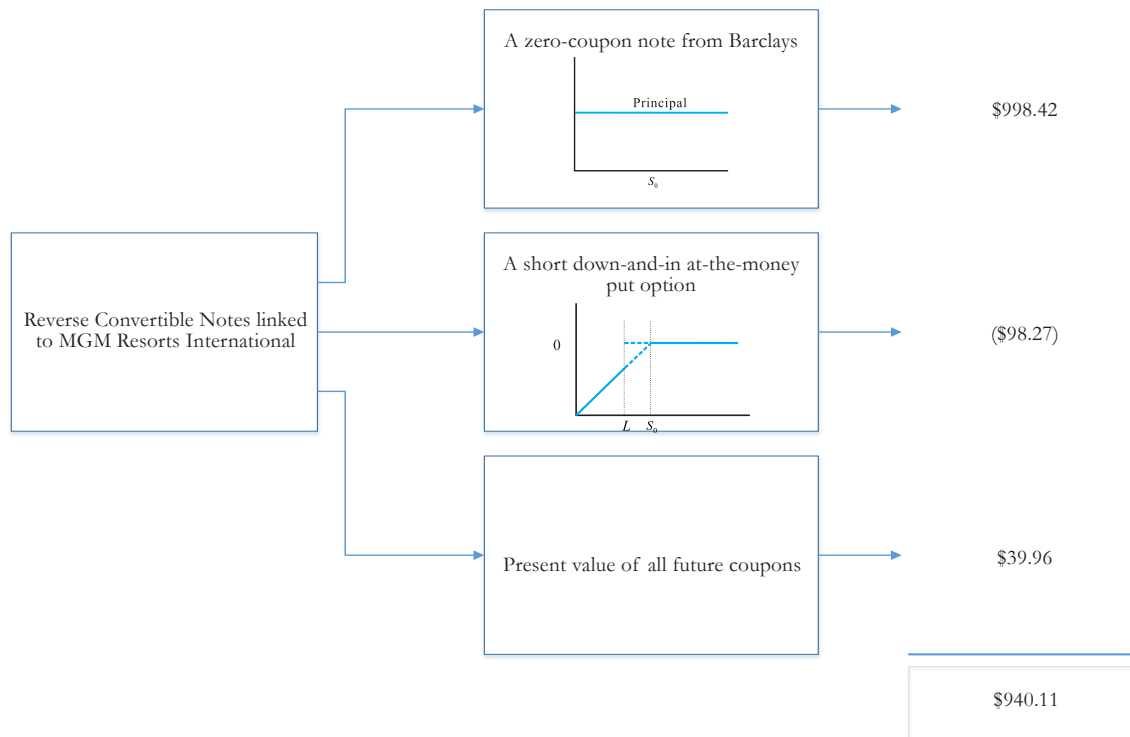 A zero-coupon note from Barclays
Principal
S₀
$998.42
Reverse Convertible Notes linked
to MGM Resorts International
A short down-and-in at-the-money
put option
0
L S₀
($98.27)
Present value of all future coupons
$39.96
$940.11